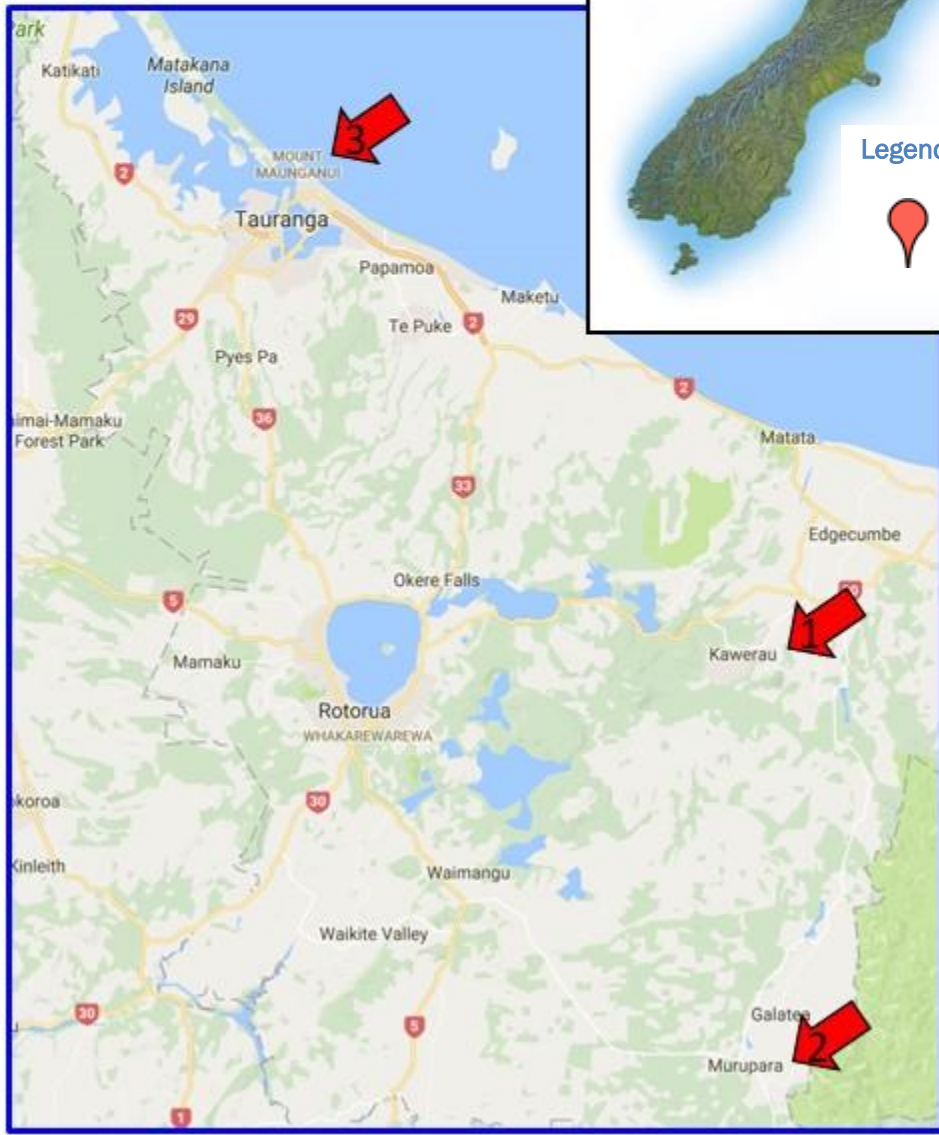 Park
Katikati
Matakana
Island
3
MOUNT
MAUNGANUI
2
Tauranga
Papamoa
Maketu
29
Te Puke
2
Pyes Pa
2
36
imai-Mamaku
Forest Park
Matata
33
Edgecumbe
Okere Falls
5
1
Mamaku
Kawerau
Rotorua
WHAKAREWAREWA
30
koroa
Kinleith
Waimangu
Waikite Valley
30
5
Galatea
2
Murupara
1
Legend